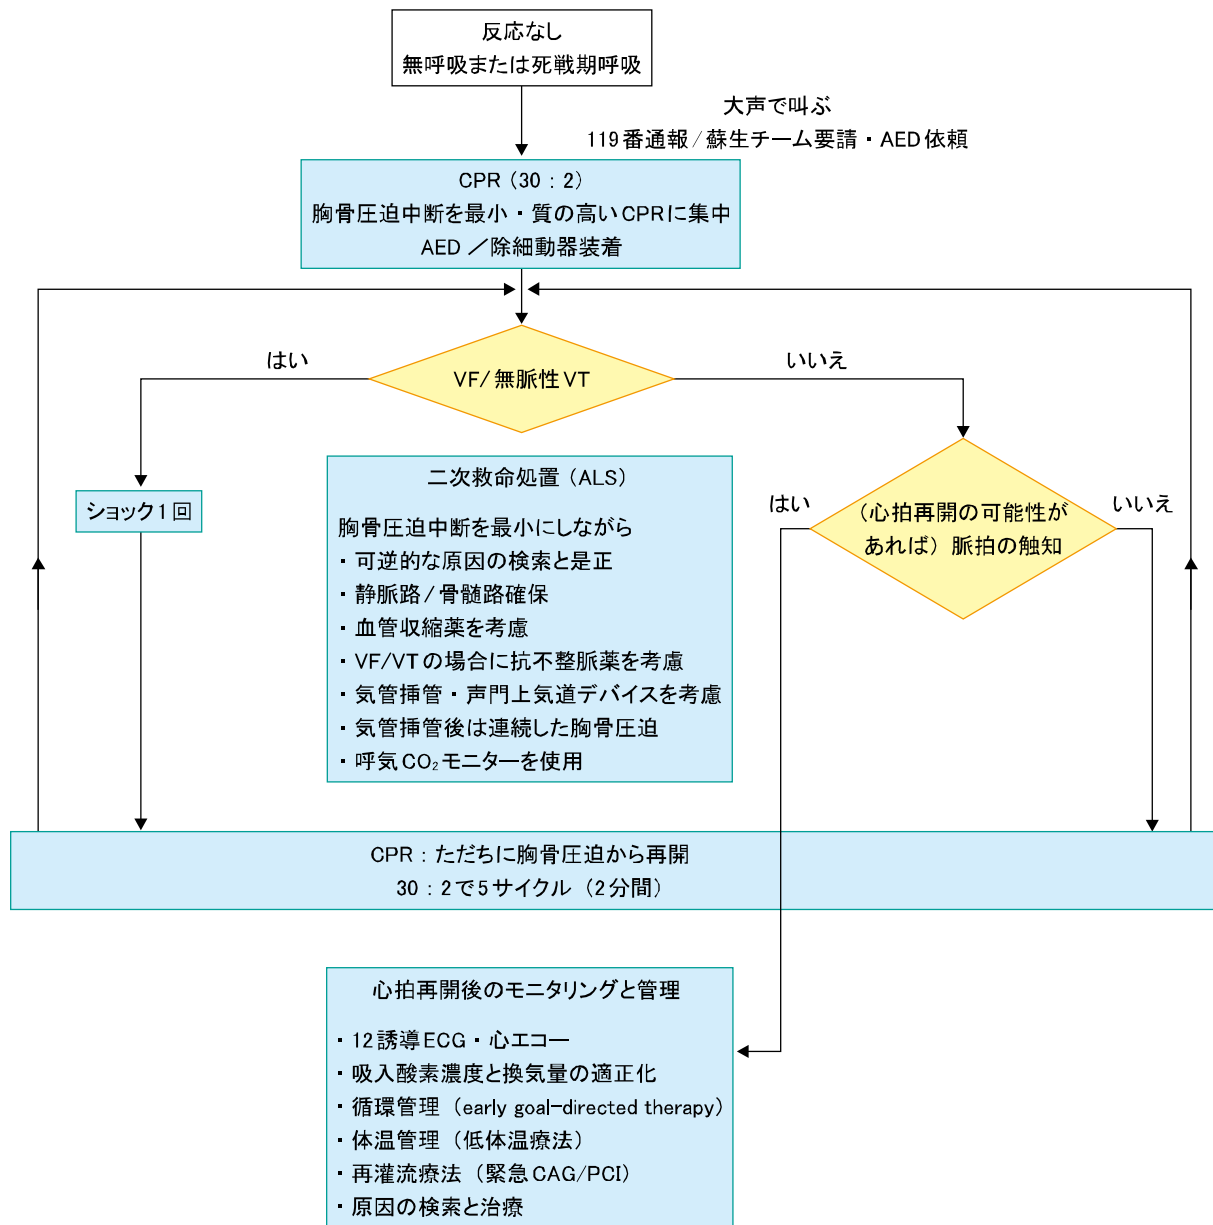 反応なし
無呼吸または死戦期呼吸
大声で叫ぶ
119番通報/蘇生チーム要請・AED依頼
CPR（30：2）
胸骨圧迫中断を最小・質の高いCPRに集中
AED／除細動器装着
はい
VF/無脈性VT
いいえ
ショック1回
二次救命処置（ALS）
胸骨圧迫中断を最小にしながら
・可逆的な原因の検索と是正
・静脈路/骨髄路確保
・血管収縮薬を考慮
・VF/VTの場合に抗不整脈薬を考慮
・気管挿管・声門上気道デバイスを考慮
・気管挿管後は連続した胸骨圧迫
・呼気CO₂モニターを使用
はい
（心拍再開の可能性が
あれば）脈拍の触知
いいえ
CPR：ただちに胸骨圧迫から再開
30：2で5サイクル（2分間）
心拍再開後のモニタリングと管理
・12誘導ECG・心エコー
・吸入酸素濃度と換気量の適正化
・循環管理（early goal-directed therapy）
・体温管理（低体温療法）
・再灌流療法（緊急CAG/PCI）
・原因の検索と治療